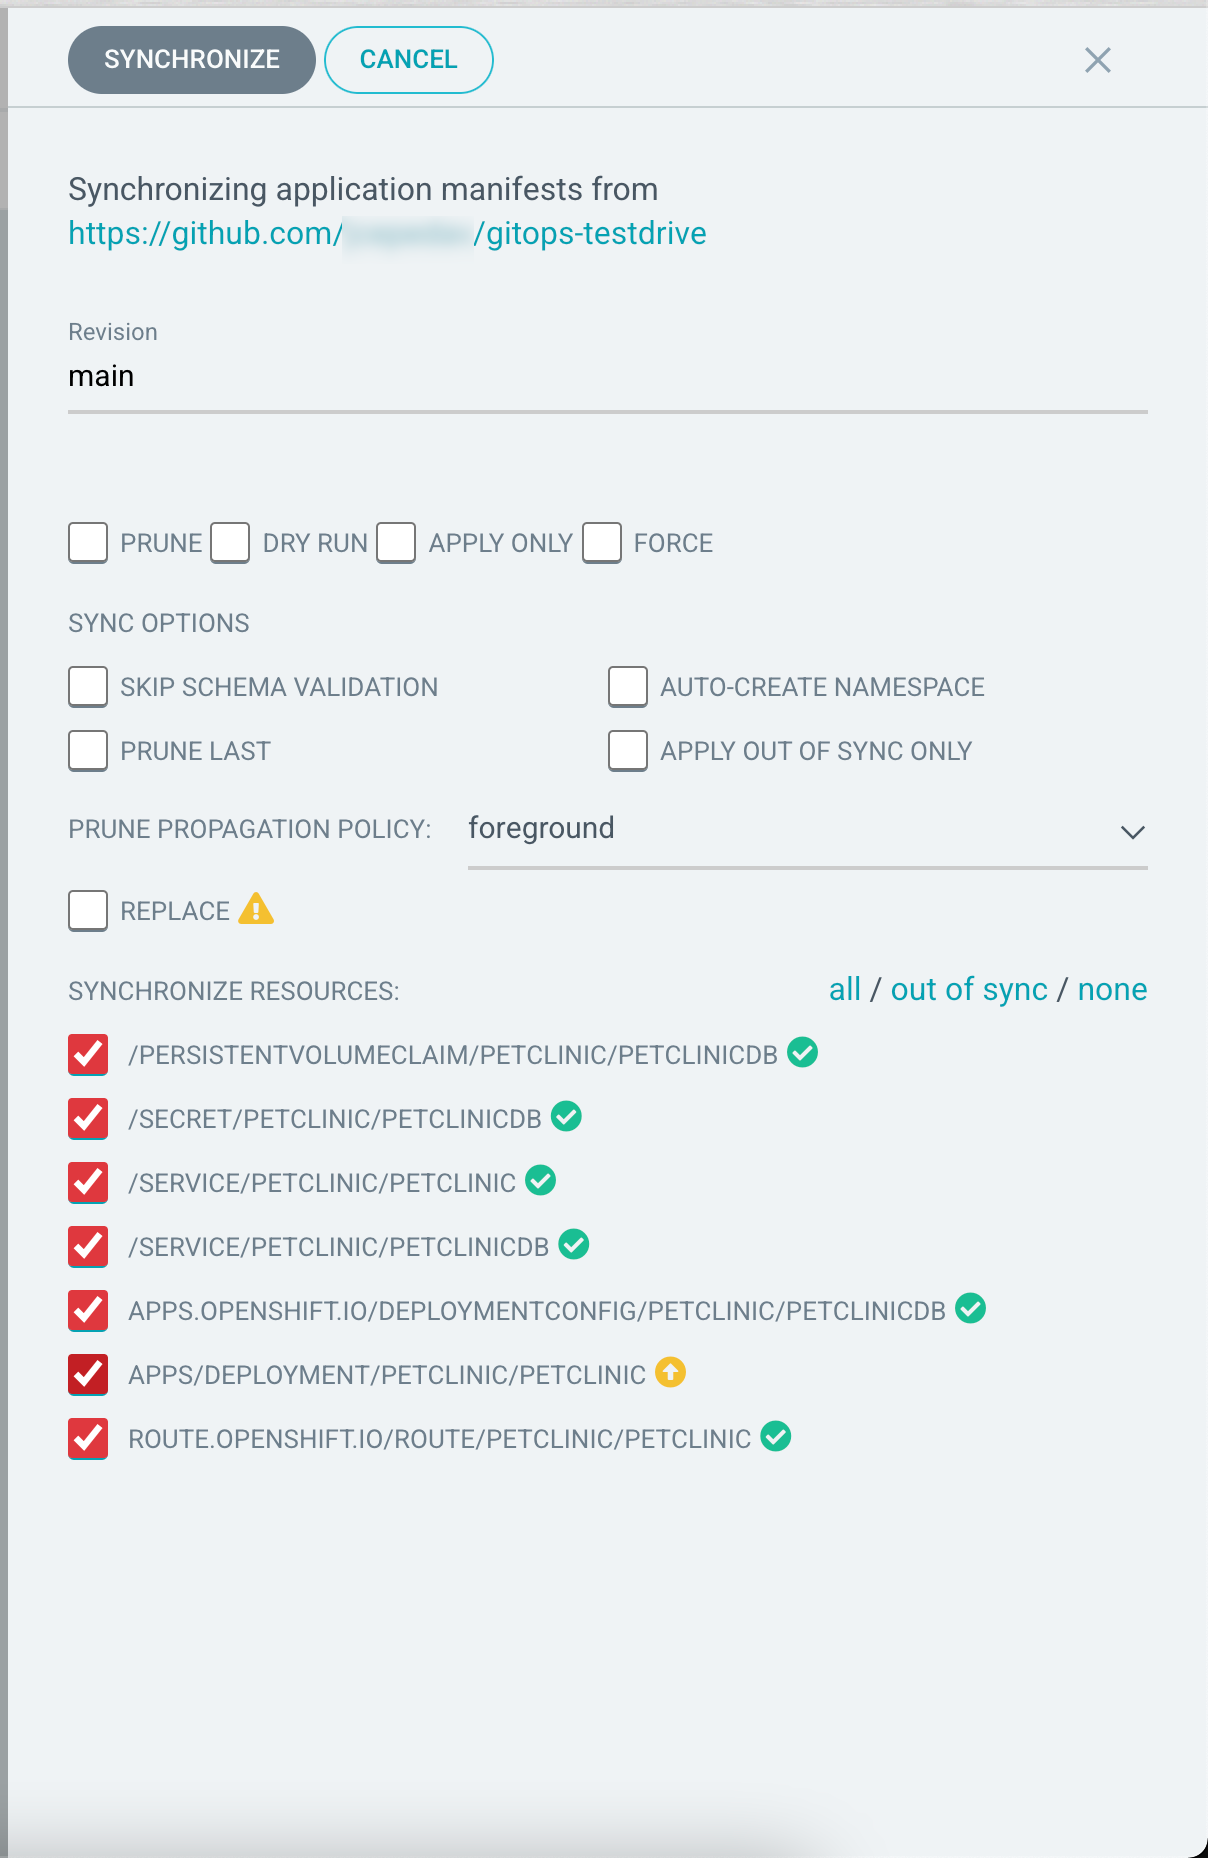 SYNCHRONIZE CANCEL
Synchronizing application manifests from
https://github.com/ /gitops-testdrive
Revision
main
PRUNE DRY RUN APPLY ONLY FORCE
SYNC OPTIONS
SKIP SCHEMA VALIDATION AUTO-CREATE NAMESPACE
PRUNE LAST APPLY OUT OF SYNC ONLY
PRUNE PROPAGATION POLICY: foreground
REPLACE
SYNCHRONIZE RESOURCES: all / out of sync / none
/PERSISTENTVOLUMECLAIM/PETCLINIC/PETCLINICDB
/SECRET/PETCLINIC/PETCLINICDB
/SERVICE/PETCLINIC/PETCLINIC
/SERVICE/PETCLINIC/PETCLINICDB
APPS.OPENSHIFT.IO/DEPLOYMENTCONFIG/PETCLINIC/PETCLINICDB
APPS/DEPLOYMENT/PETCLINIC/PETCLINIC
ROUTE.OPENSHIFT.IO/ROUTE/PETCLINIC/PETCLINIC